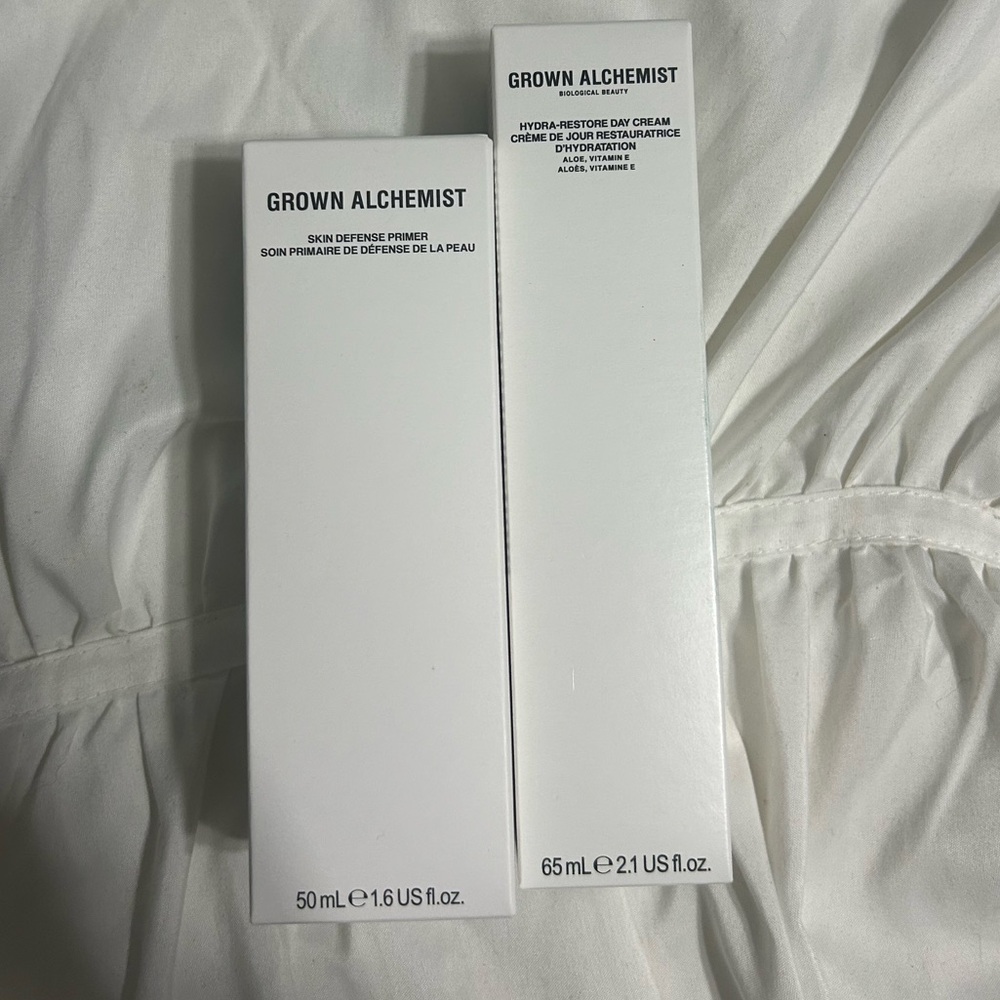 GROWN ALCHEMIST
SKIN DEFENSE PRIMER
SOIN PRIMAIRE DE DÉFENSE DE LA PEAU
50 mL ℮ 1.6 US fl.oz.
GROWN ALCHEMIST
BIOLOGICAL BEAUTY
HYDRA-RESTORE DAY CREAM
CRÈME DE JOUR RESTAURATRICE
D'HYDRATATION
ALOE, VITAMIN E
ALOÈS, VITAMINE E
65 mL ℮ 2.1 US fl.oz.